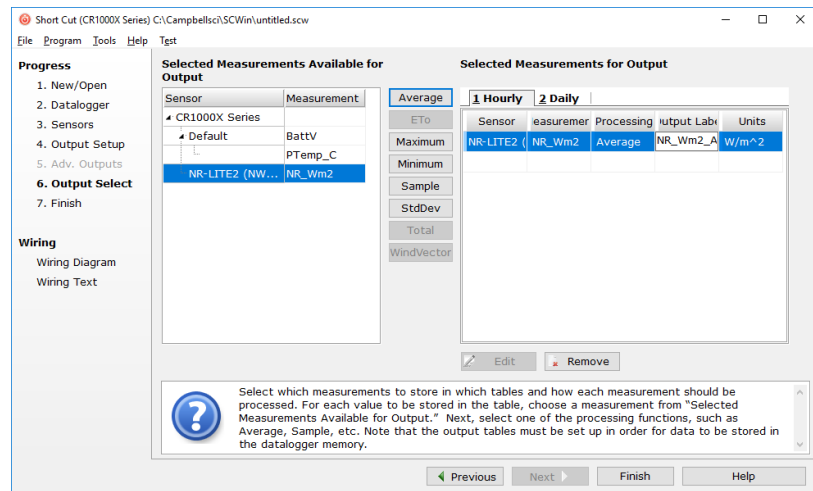 Short Cut (CR1000X Series) C:\Campbellsci\SCWin\untitled.scw
File Program Tools Help Test
Progress
1. New/Open
2. Datalogger
3. Sensors
4. Output Setup
5. Adv. Outputs
6. Output Select
7. Finish
Wiring
Wiring Diagram
Wiring Text
Selected Measurements Available for
Output
Sensor Measurement
CR1000X Series
Default BattV
PTemp_C
NR-LITE2 (NW... NR_Wm2
Average
ETo
Maximum
Minimum
Sample
StdDev
Total
WindVector
Selected Measurements for Output
1 Hourly 2 Daily
Sensor easuremer Processing utput Labe Units
NR-LITE2 ( NR_Wm2 Average NR_Wm2_A W/m^2
Edit Remove
Select which measurements to store in which tables and how each measurement should be
processed. For each value to be stored in the table, choose a measurement from "Selected
Measurements Available for Output." Next, select one of the processing functions, such as
Average, Sample, etc. Note that the output tables must be set up in order for data to be stored in
the datalogger memory.
Previous Next Finish Help